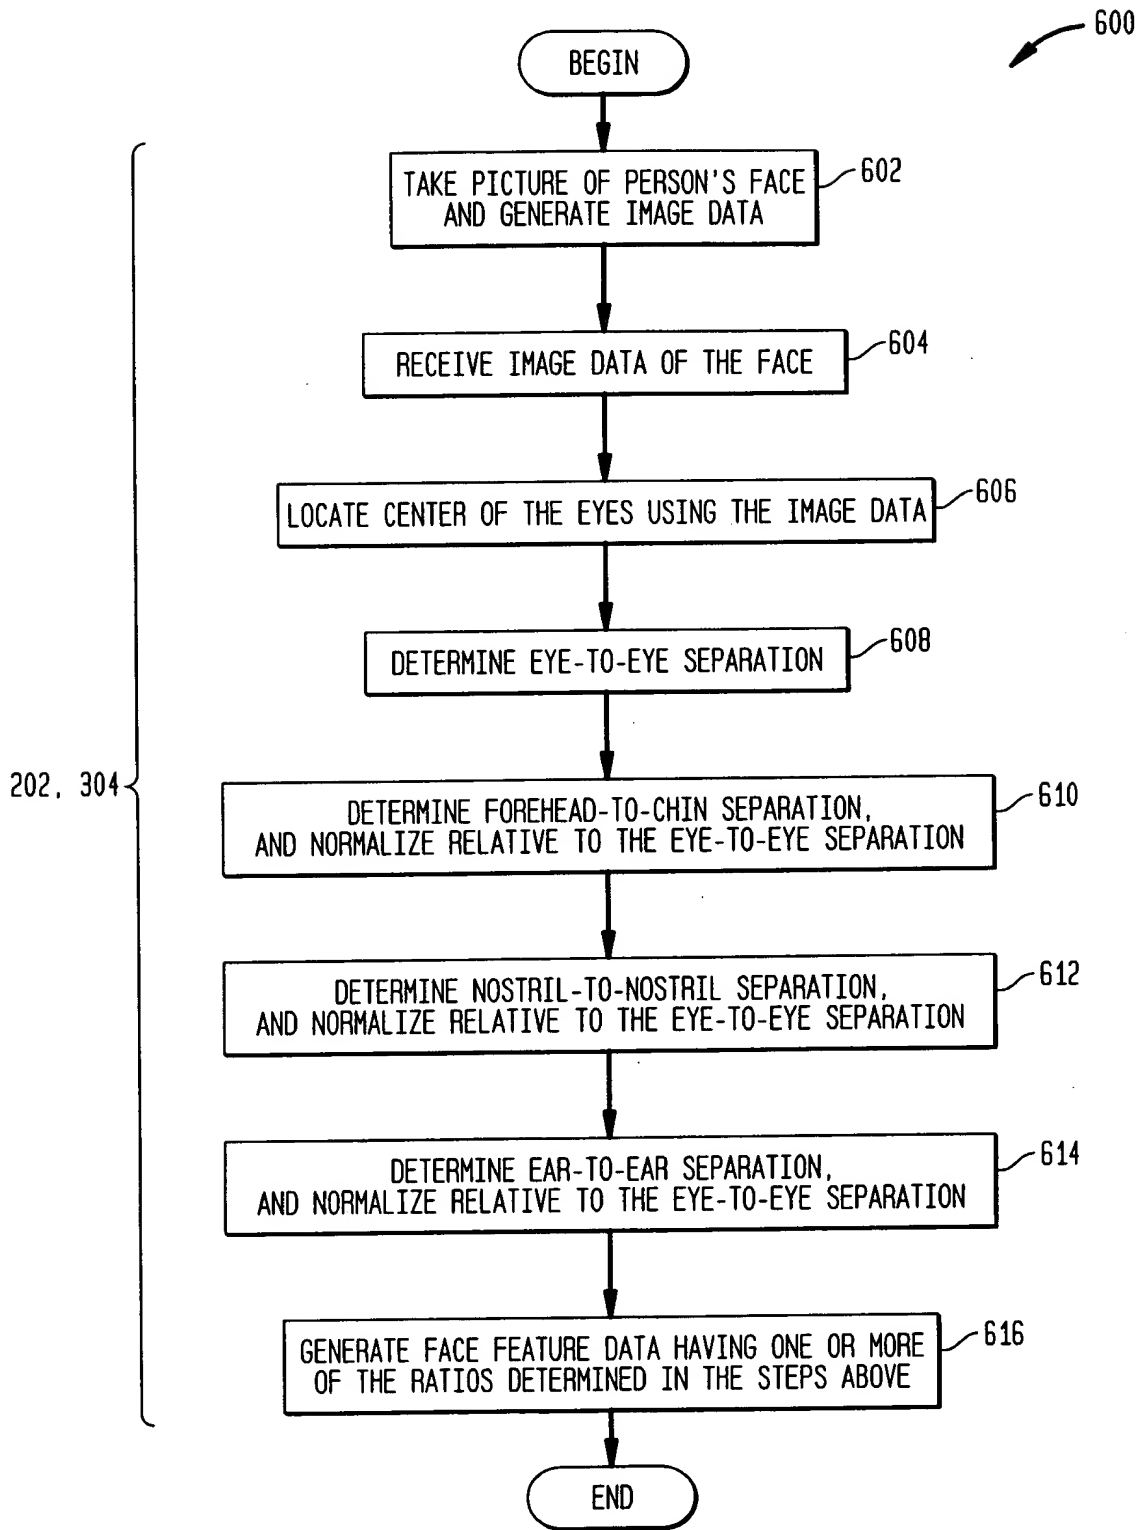 600
BEGIN
TAKE PICTURE OF PERSON'S FACE
AND GENERATE IMAGE DATA
602
RECEIVE IMAGE DATA OF THE FACE
604
LOCATE CENTER OF THE EYES USING THE IMAGE DATA
606
DETERMINE EYE-TO-EYE SEPARATION
608
202, 304
DETERMINE FOREHEAD-TO-CHIN SEPARATION,
AND NORMALIZE RELATIVE TO THE EYE-TO-EYE SEPARATION
610
DETERMINE NOSTRIL-TO-NOSTRIL SEPARATION,
AND NORMALIZE RELATIVE TO THE EYE-TO-EYE SEPARATION
612
DETERMINE EAR-TO-EAR SEPARATION,
AND NORMALIZE RELATIVE TO THE EYE-TO-EYE SEPARATION
614
GENERATE FACE FEATURE DATA HAVING ONE OR MORE
OF THE RATIOS DETERMINED IN THE STEPS ABOVE
616
END